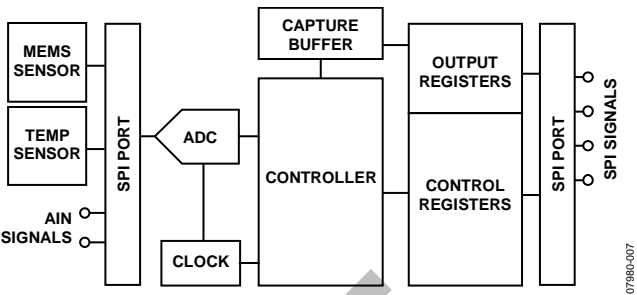 MEMS
SENSOR
TEMP
SENSOR
AIN
SIGNALS
SPI PORT
ADC
CLOCK
CAPTURE
BUFFER
CONTROLLER
OUTPUT
REGISTERS
CONTROL
REGISTERS
SPI PORT
SPI SIGNALS
07980-007